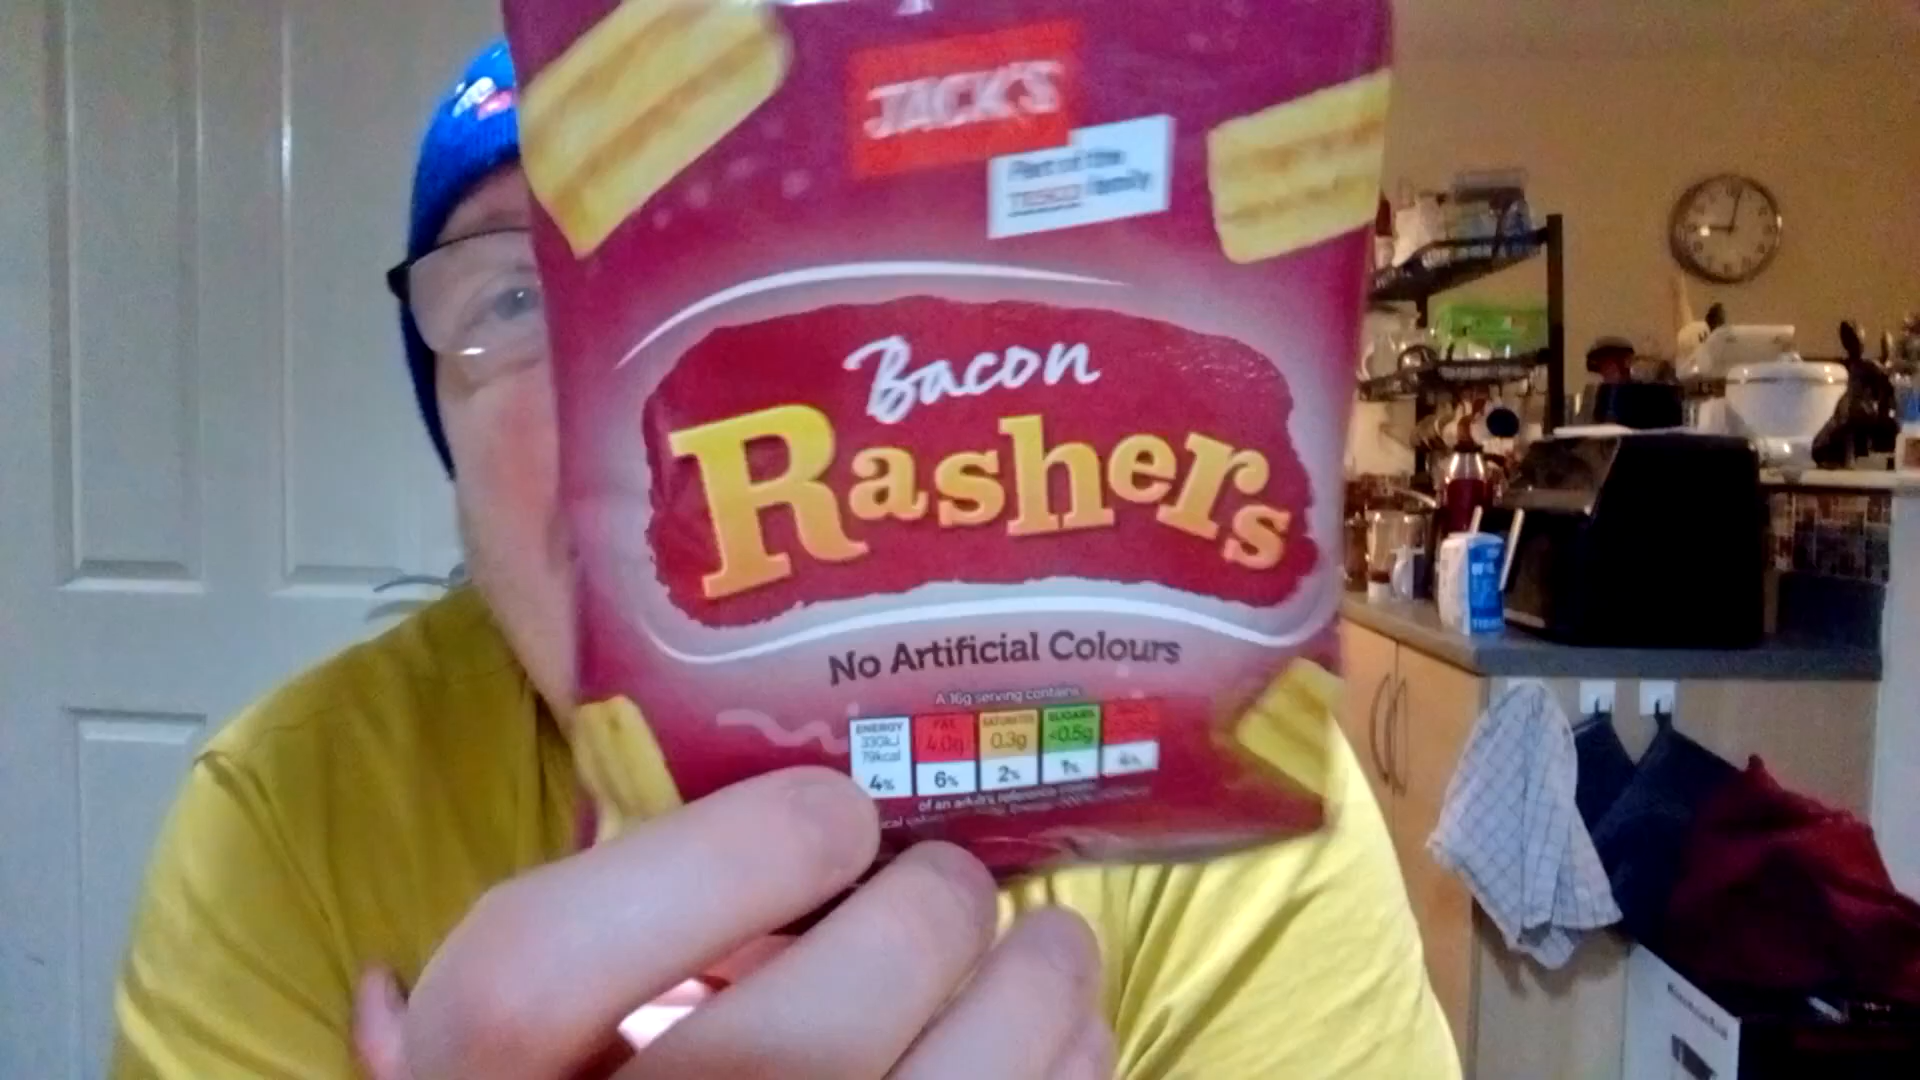 JACK'S
Part of the
TESCO family
Bacon
Rashers
No Artificial Colours
A 16g serving contains
ENERGY FAT SATURATES SUGARS
330kJ 4.0g 0.3g <0.5g
79kcal
4% 6% 2% 1% 4%
of an adult's reference intake